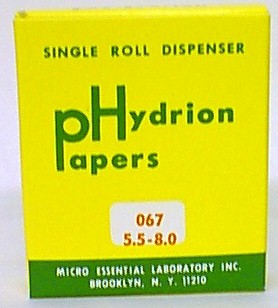 SINGLE ROLL DISPENSER
pHydrion
Papers
067
5.5-8.0
MICRO ESSENTIAL LABORATORY INC.
BROOKLYN, N. Y. 11210